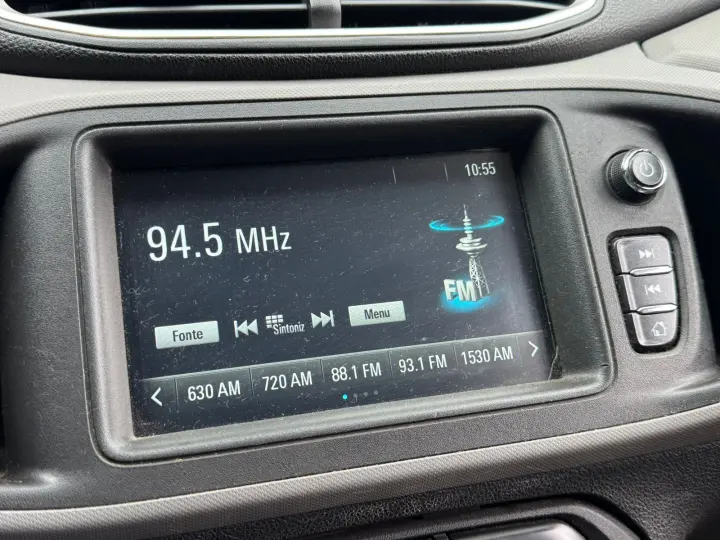 10:55
94.5 MHz
FM
Fonte
Sintoniz
Menu
630 AM
720 AM
88.1 FM
93.1 FM
1530 AM